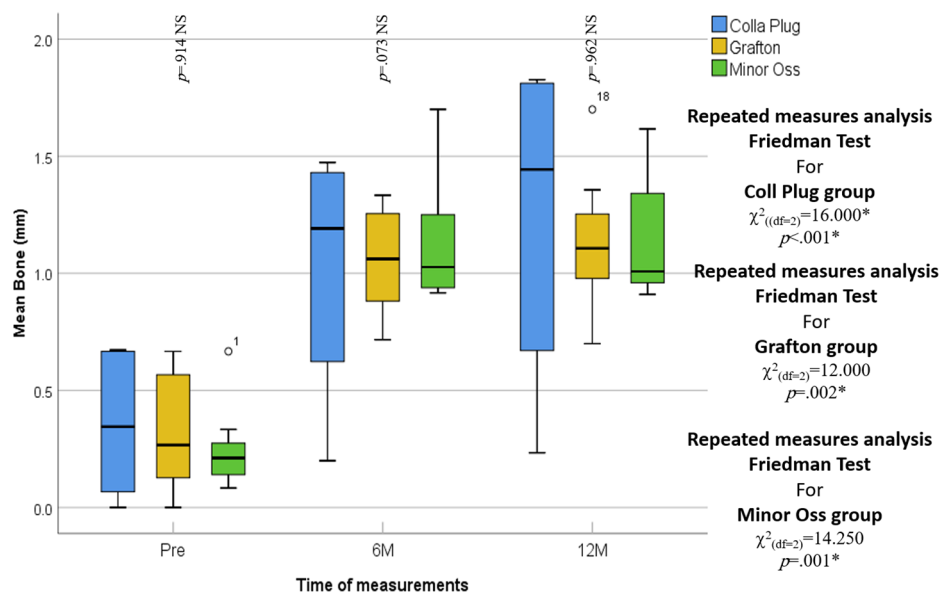 p=.914 NS
p=.073 NS
p=.962 NS
Colla Plug
Grafton
Minor Oss
2.0
1.5
1.0
0.5
0.0
Mean Bone (mm)
1
18
Pre
6M
12M
Time of measurements
Repeated measures analysis
Friedman Test
For
Coll Plug group
χ²((df=2)=16.000*
p<.001*
Repeated measures analysis
Friedman Test
For
Grafton group
χ²(df=2)=12.000
p=.002*
Repeated measures analysis
Friedman Test
For
Minor Oss group
χ²(df=2)=14.250
p=.001*